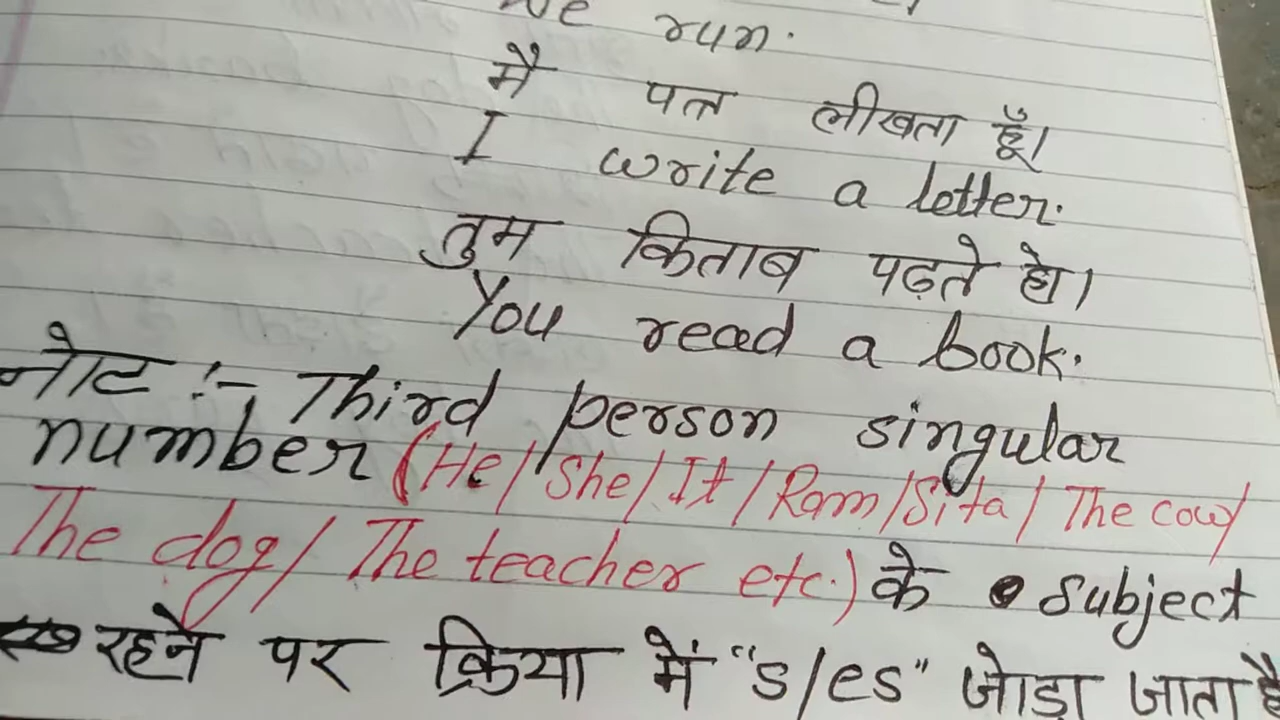 We run.
मै पत्र लीखता हूँ।
I write a letter.
तुम किताब पढ़ते हो।
You read a book.
नोट :- Third person singular
number (He/She/It/Ram/Sita/The cow/
The dog/ The teacher etc.) के subject
रहने पर क्रिया में "s/es" जोड़ा जाता है